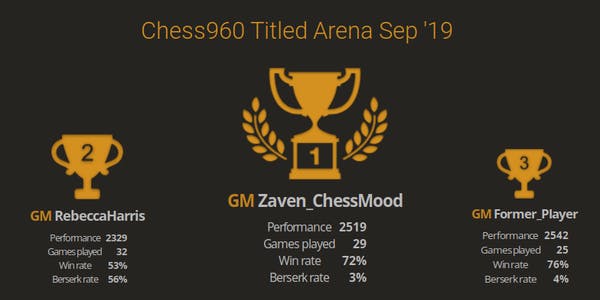 Chess960 Titled Arena Sep '19
2
GM RebeccaHarris
Performance 2329
Games played 32
Win rate 53%
Berserk rate 56%
1
GM Zaven_ChessMood
Performance 2519
Games played 29
Win rate 72%
Berserk rate 3%
3
GM Former_Player
Performance 2542
Games played 25
Win rate 76%
Berserk rate 4%